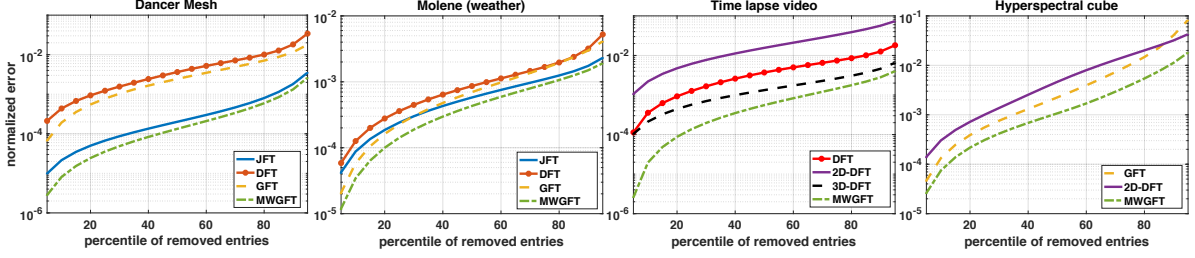 Dancer Mesh
normalized error
10^-2
10^-4
10^-6
20 40 60 80
percentile of removed entries
JFT
DFT
GFT
MWGFT
Molene (weather)
10^-2
10^-3
10^-4
10^-5
20 40 60 80
percentile of removed entries
JFT
DFT
GFT
MWGFT
Time lapse video
10^-2
10^-4
10^-6
20 40 60 80
percentile of removed entries
DFT
2D-DFT
3D-DFT
MWGFT
Hyperspectral cube
10^-1
10^-2
10^-3
10^-4
10^-5
20 40 60 80
percentile of removed entries
GFT
2D-DFT
MWGFT